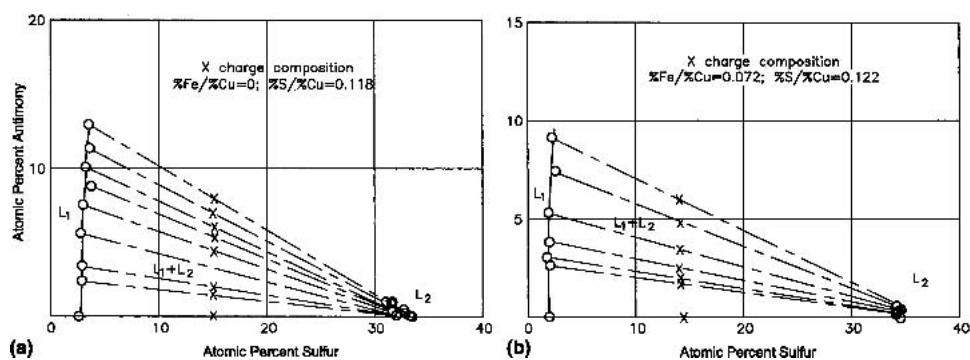 20
10
Atomic Percent Antimony
X charge composition
%Fe/%Cu=0; %S/%Cu=0.118
L1
L1+L2
L2
0 10 20 30 40
Atomic Percent Sulfur
(a)
15
10
5
0
X charge composition
%Fe/%Cu=0.072; %S/%Cu=0.122
L1
L1+L2
L2
0 10 20 30 40
Atomic Percent Sulfur
(b)